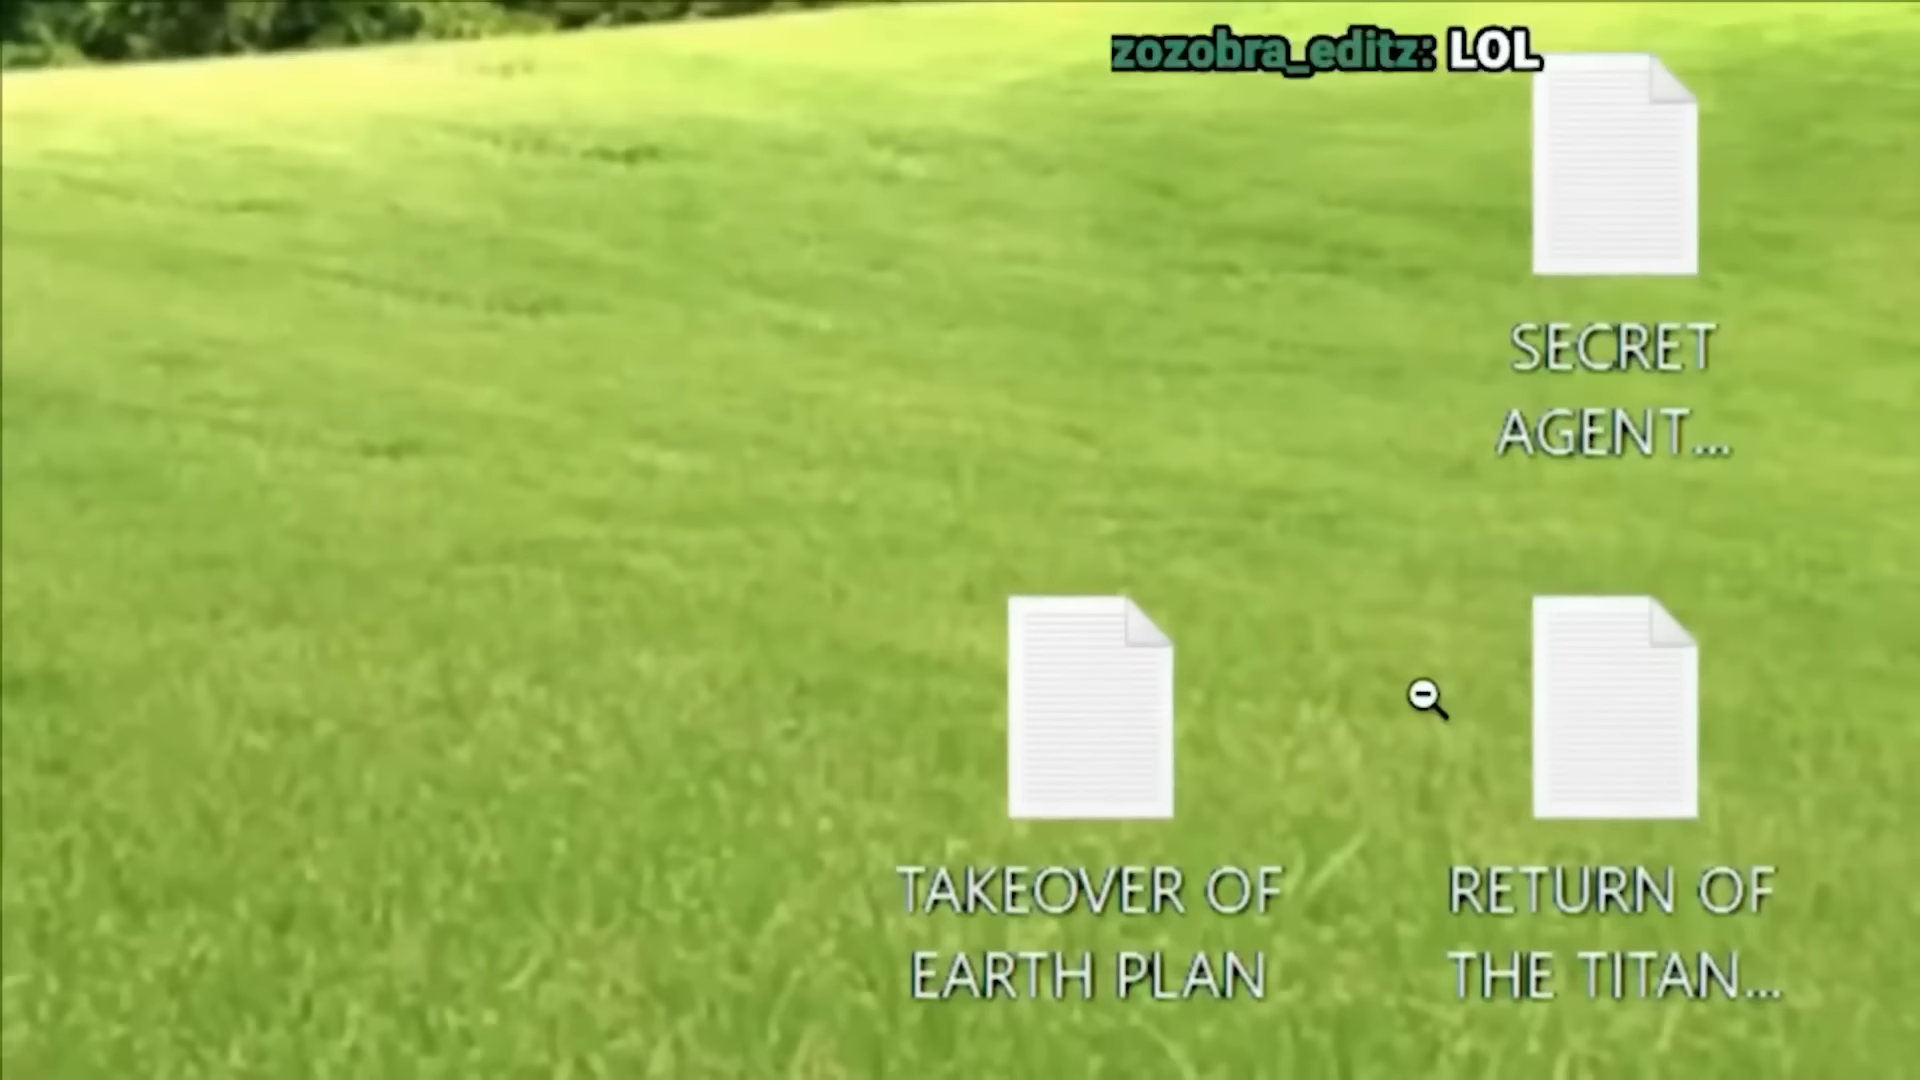 zozobra_editz: LOL
SECRET
AGENT...
TAKEOVER OF
EARTH PLAN
RETURN OF
THE TITAN...